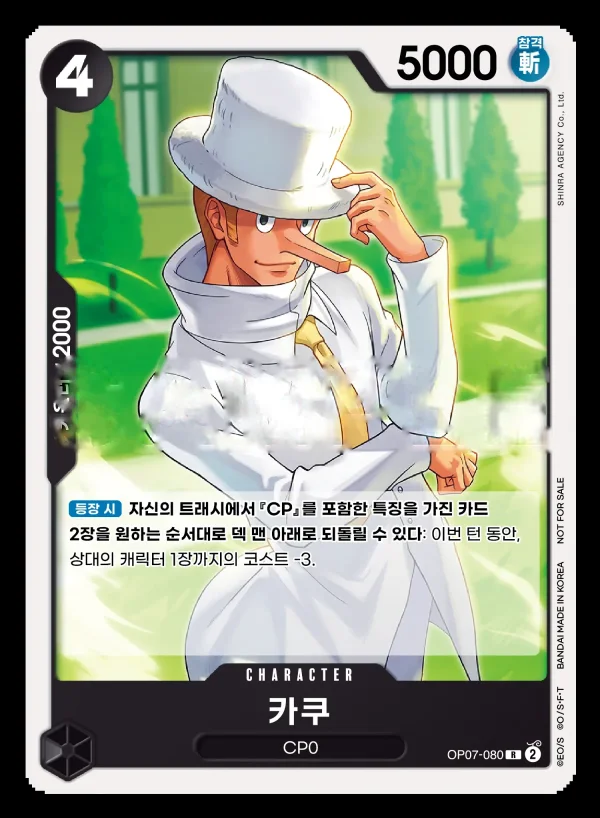 4
5000
참격
斬
SHINRA AGENCY Co., Ltd.
2000
등장 시 자신의 트래시에서 『CP』를 포함한 특징을 가진 카드
2장을 원하는 순서대로 덱 맨 아래로 되돌릴 수 있다: 이번 턴 동안,
상대의 캐릭터 1장까지의 코스트 -3.
BANDAI MADE IN KOREA NOT FOR SALE
©EO/S ©O/S･F･T
CHARACTER
카쿠
CP0
OP07-080 R 2